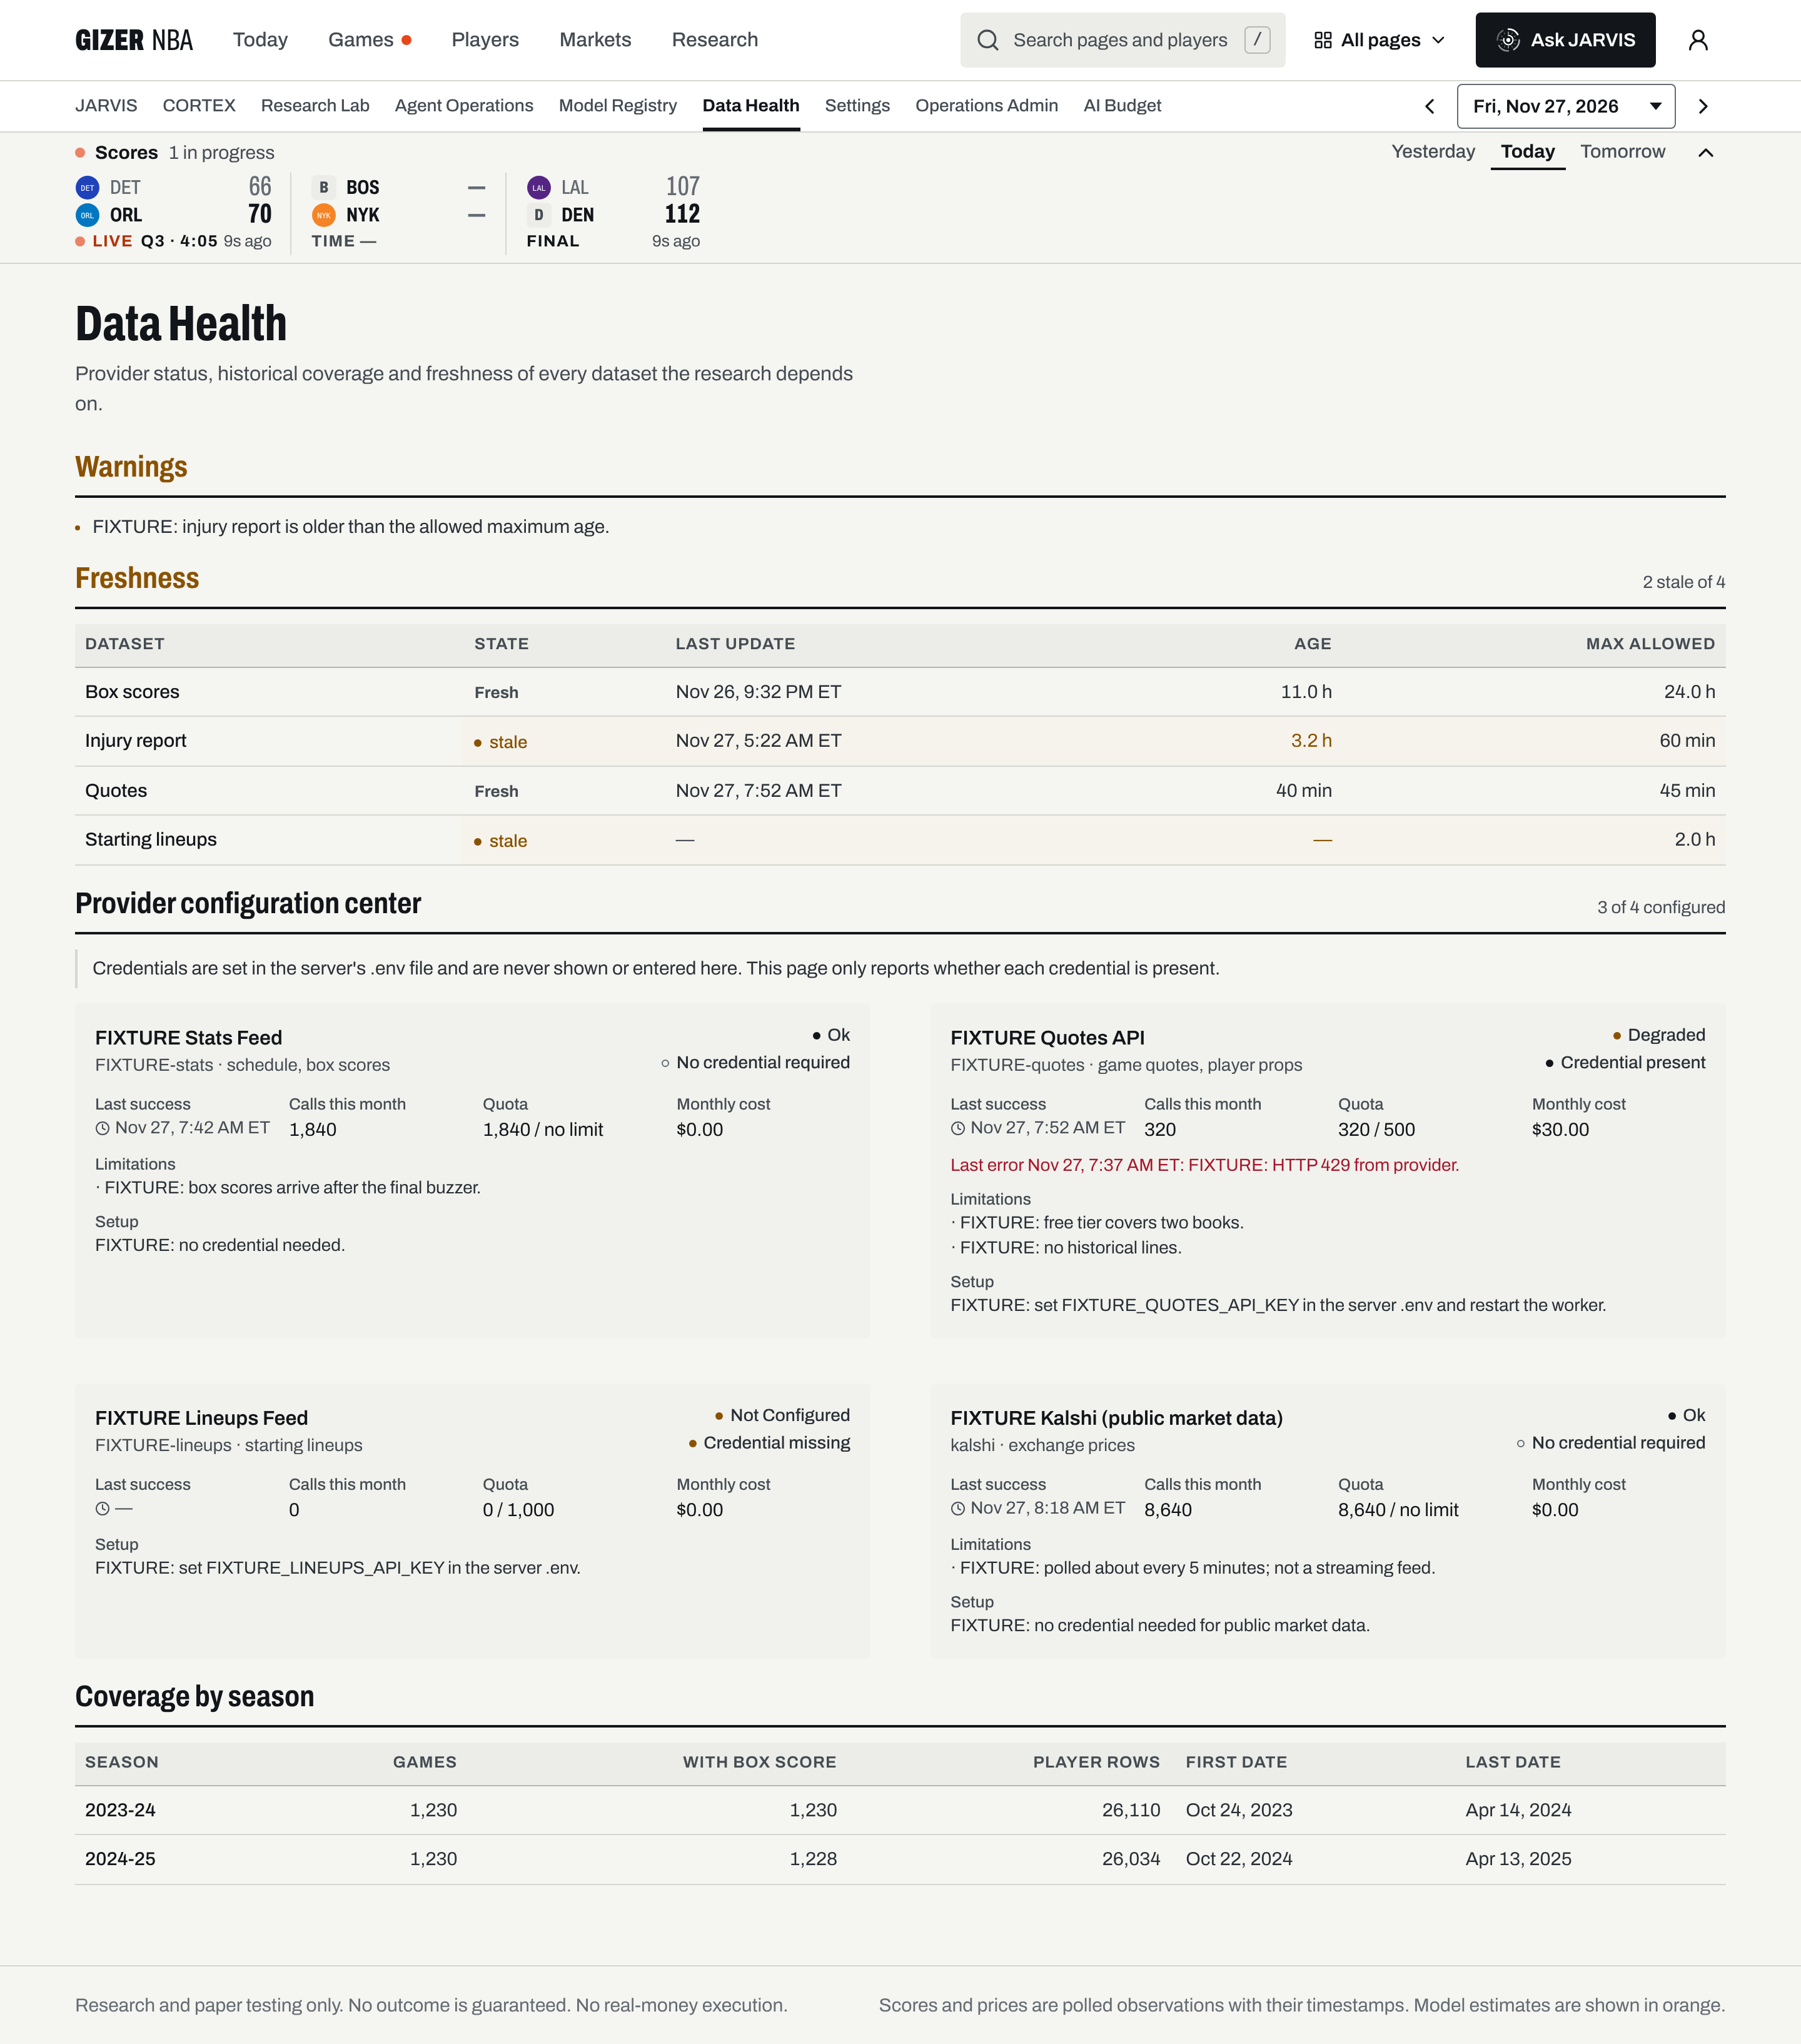 GIZER NBA Today Games Players Markets Research Search pages and players / All pages Ask JARVIS
JARVIS CORTEX Research Lab Agent Operations Model Registry Data Health Settings Operations Admin AI Budget Fri, Nov 27, 2026
Scores 1 in progress Yesterday Today Tomorrow
DET DET 66 B BOS — LAL LAL 107
ORL ORL 70 NYK NYK — D DEN 112
LIVE Q3 · 4:05 9s ago TIME — FINAL 9s ago
Data Health
Provider status, historical coverage and freshness of every dataset the research depends
on.
Warnings
• FIXTURE: injury report is older than the allowed maximum age.
Freshness 2 stale of 4
DATASET STATE LAST UPDATE AGE MAX ALLOWED
Box scores Fresh Nov 26, 9:32 PM ET 11.0 h 24.0 h
Injury report • stale Nov 27, 5:22 AM ET 3.2 h 60 min
Quotes Fresh Nov 27, 7:52 AM ET 40 min 45 min
Starting lineups • stale — — 2.0 h
Provider configuration center 3 of 4 configured
Credentials are set in the server's .env file and are never shown or entered here. This page only reports whether each credential is present.
FIXTURE Stats Feed Ok
FIXTURE-stats · schedule, box scores No credential required
Last success Calls this month Quota Monthly cost
Nov 27, 7:42 AM ET 1,840 1,840 / no limit $0.00
Limitations
· FIXTURE: box scores arrive after the final buzzer.
Setup
FIXTURE: no credential needed.
FIXTURE Quotes API Degraded
FIXTURE-quotes · game quotes, player props Credential present
Last success Calls this month Quota Monthly cost
Nov 27, 7:52 AM ET 320 320 / 500 $30.00
Last error Nov 27, 7:37 AM ET: FIXTURE: HTTP 429 from provider.
Limitations
· FIXTURE: free tier covers two books.
· FIXTURE: no historical lines.
Setup
FIXTURE: set FIXTURE_QUOTES_API_KEY in the server .env and restart the worker.
FIXTURE Lineups Feed Not Configured
FIXTURE-lineups · starting lineups Credential missing
Last success Calls this month Quota Monthly cost
— 0 0 / 1,000 $0.00
Setup
FIXTURE: set FIXTURE_LINEUPS_API_KEY in the server .env.
FIXTURE Kalshi (public market data) Ok
kalshi · exchange prices No credential required
Last success Calls this month Quota Monthly cost
Nov 27, 8:18 AM ET 8,640 8,640 / no limit $0.00
Limitations
· FIXTURE: polled about every 5 minutes; not a streaming feed.
Setup
FIXTURE: no credential needed for public market data.
Coverage by season
SEASON GAMES WITH BOX SCORE PLAYER ROWS FIRST DATE LAST DATE
2023-24 1,230 1,230 26,110 Oct 24, 2023 Apr 14, 2024
2024-25 1,230 1,228 26,034 Oct 22, 2024 Apr 13, 2025
Research and paper testing only. No outcome is guaranteed. No real-money execution. Scores and prices are polled observations with their timestamps. Model estimates are shown in orange.